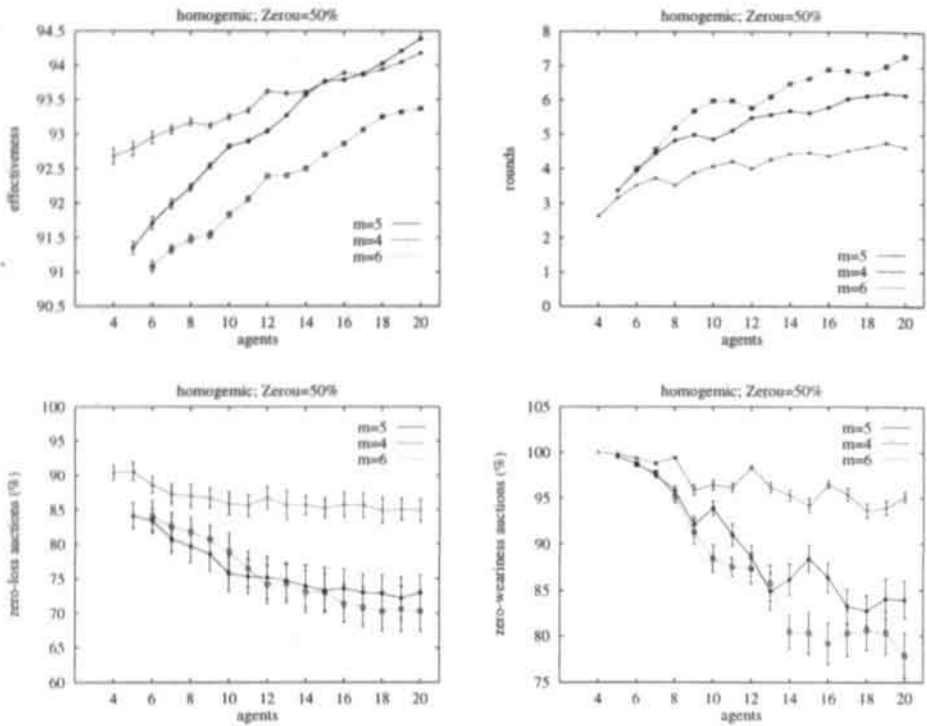 homogemic; Zerou=50%
94.5
94
93.5
93
92.5
92
91.5
91
90.5
effectiveness
m=5
m=4
m=6
4 6 8 10 12 14 16 18 20
agents
homogemic; Zerou=50%
8
7
6
5
4
3
2
1
0
rounds
m=5
m=4
m=6
4 6 8 10 12 14 16 18 20
agents
homogemic; Zerou=50%
100
95
90
85
80
75
70
65
60
zero-loss auctions (%)
m=5
m=4
m=6
4 6 8 10 12 14 16 18 20
agents
homogemic; Zerou=50%
105
100
95
90
85
80
75
zero-weariness auctions (%)
m=5
m=4
m=6
4 6 8 10 12 14 16 18 20
agents